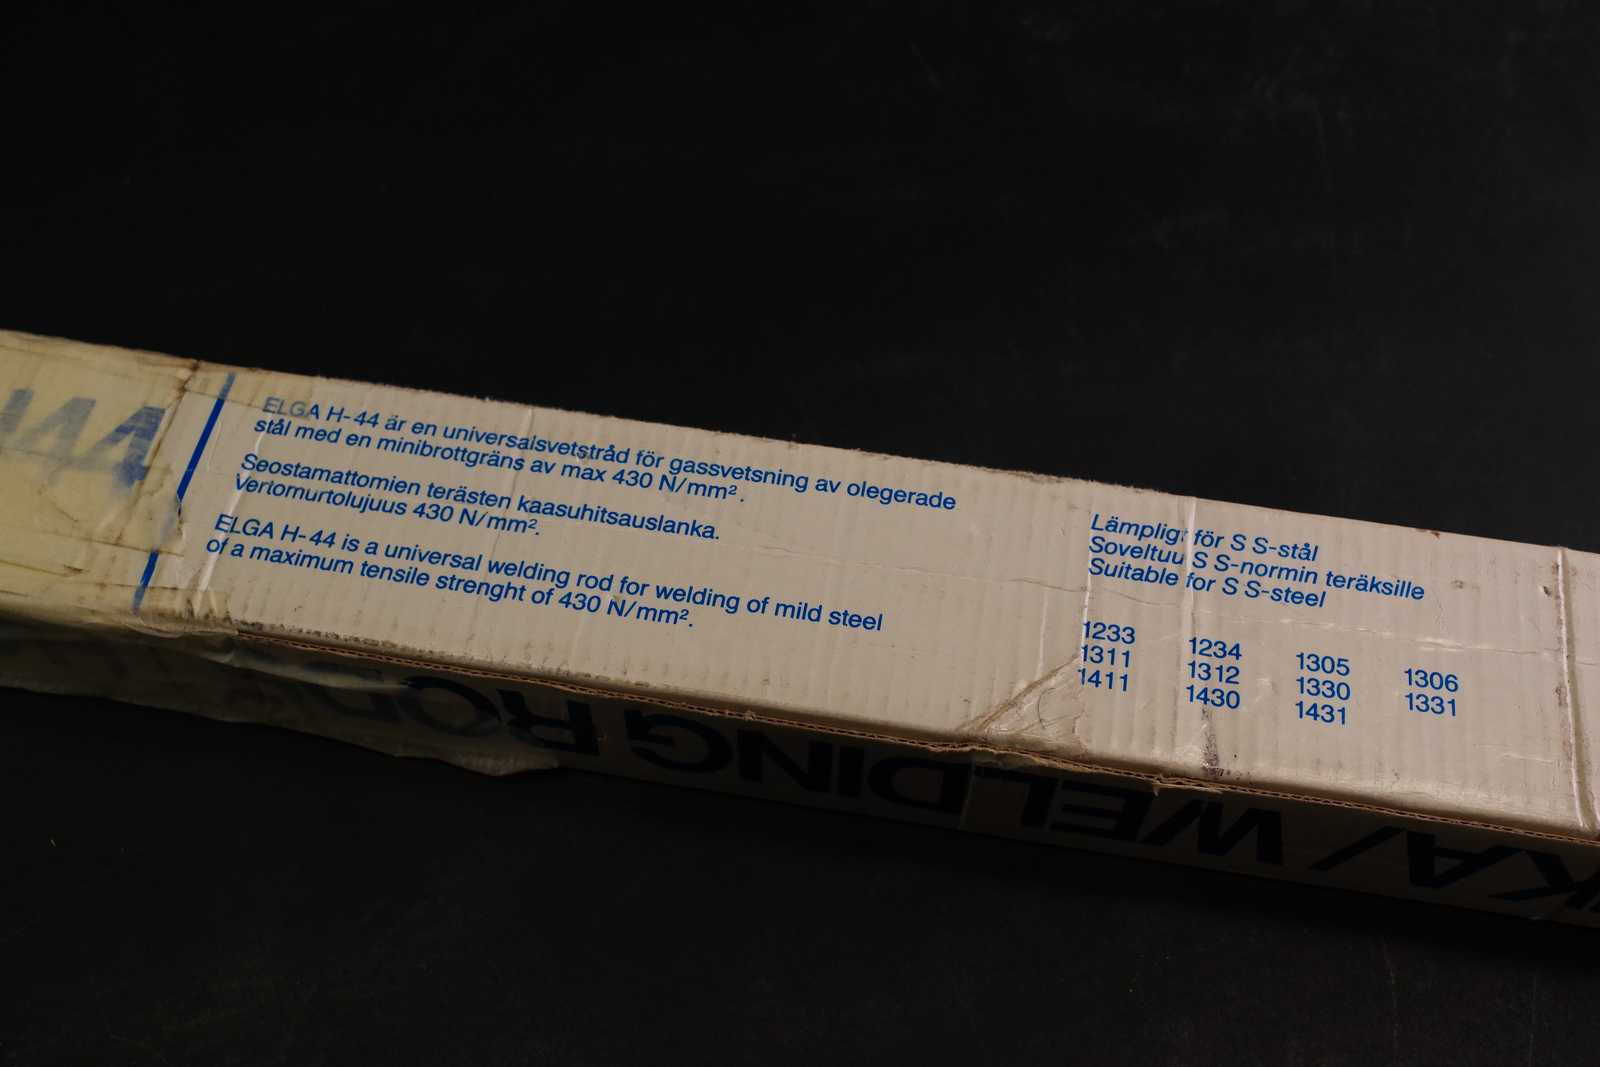 H-44
ELGA H-44 är en universalsvetstråd för gassvetsning av olegerade
stål med en minibrottgräns av max 430 N/mm².
Seostamattomien terästen kaasuhitsauslanka.
Vertomurtolujuus 430 N/mm².
ELGA H-44 is a universal welding rod for welding of mild steel
of a maximum tensile strenght of 430 N/mm².
Lämpligt för S S-stål
Soveltuu S S-normin teräksille
Suitable for S S-steel
1233 1234 1305 1306
1311 1312 1330 1331
1411 1430 1431
KA/WELDING ROD